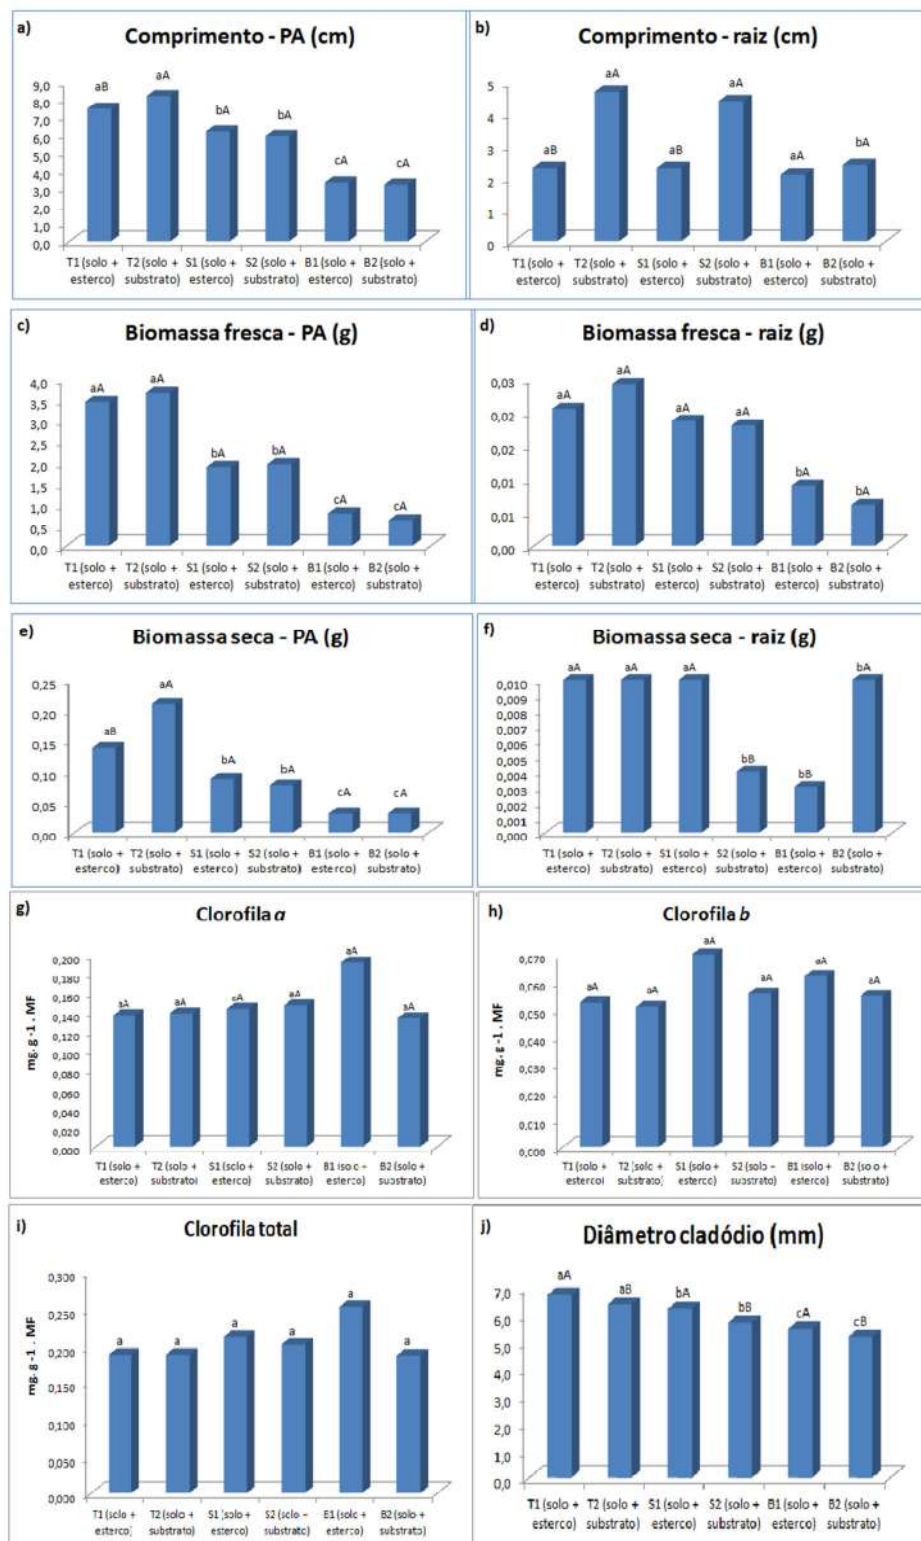 a)
Comprimento - PA (cm)
9,0
8,0
7,0
6,0
5,0
4,0
3,0
2,0
1,0
0,0
aB
aA
bA
bA
cA
cA
T1 (solo + T2 (solo + S1 (solo + S2 (solo + B1 (solo + B2 (solo +
esterco) substrato) esterco) substrato) esterco) substrato)
b)
Comprimento - raiz (cm)
5
4
3
2
1
0
aB
aA
aB
aA
aA
bA
T1 (solo + T2 (solo + S1 (solo + S2 (solo + B1 (solo + B2 (solo +
esterco) substrato) esterco) substrato) esterco) substrato)
c)
Biomassa fresca - PA (g)
4,0
3,5
3,0
2,5
2,0
1,5
1,0
0,5
0,0
aA
aA
bA
bA
cA
cA
T1 (solo + T2 (solo + S1 (solo + S2 (solo + B1 (solo + B2 (solo +
esterco) substrato) esterco) substrato) esterco) substrato)
d)
Biomassa fresca - raiz (g)
0,03
0,02
0,02
0,01
0,01
0,00
aA
aA
aA
aA
bA
bA
T1 (solo + T2 (solo + S1 (solo + S2 (solo + B1 (solo + B2 (solo +
esterco) substrato) esterco) substrato) esterco) substrato)
e)
Biomassa seca - PA (g)
0,25
0,20
0,15
0,10
0,05
0,00
aB
aA
bA
bA
cA
cA
T1 (solo + T2 (solo + S1 (solo + S2 (solo + B1 (solo + B2 (solo +
esterco) substrato) esterco) substrato) esterco) substrato)
f)
Biomassa seca - raiz (g)
0,010
0,009
0,008
0,007
0,006
0,005
0,004
0,003
0,002
0,001
0,000
aA
aA
aA
bB
bB
bA
T1 (solo + T2 (solo + S1 (solo + S2 (solo + B1 (solo + B2 (solo +
esterco) substrato) esterco) substrato) esterco) substrato)
g)
Clorofila a
mg. g -1 . MF
0,200
0,180
0,160
0,140
0,120
0,100
0,080
0,060
0,040
0,020
0,000
aA
aA
aA
aA
aA
aA
T1 (solo + T2 (solo + S1 (solo + S2 (solo + B1 (solo + B2 (solo +
esterco) substrato) esterco) substrato) esterco) substrato)
h)
Clorofila b
mg. g -1 . MF
0,070
0,060
0,050
0,040
0,030
0,020
0,010
0,000
aA
aA
aA
aA
aA
aA
T1 (solo + T2 (solo + S1 (solo + S2 (solo + B1 (solo + B2 (solo +
esterco) substrato) esterco) substrato) esterco) substrato)
i)
Clorofila total
mg. g -1 . MF
0,300
0,250
0,200
0,150
0,100
0,050
0,000
a
a
a
a
a
a
T1 (solo + T2 (solo + S1 (solo + S2 (solo + B1 (solo + B2 (solo +
esterco) substrato) esterco) substrato) esterco) substrato)
j)
Diâmetro cladódio (mm)
7,0
6,0
5,0
4,0
3,0
2,0
1,0
0,0
aA
aB
bA
bB
cA
cB
T1 (solo + T2 (solo + S1 (solo + S2 (solo + B1 (solo + B2 (solo +
esterco) substrato) esterco) substrato) esterco) substrato)